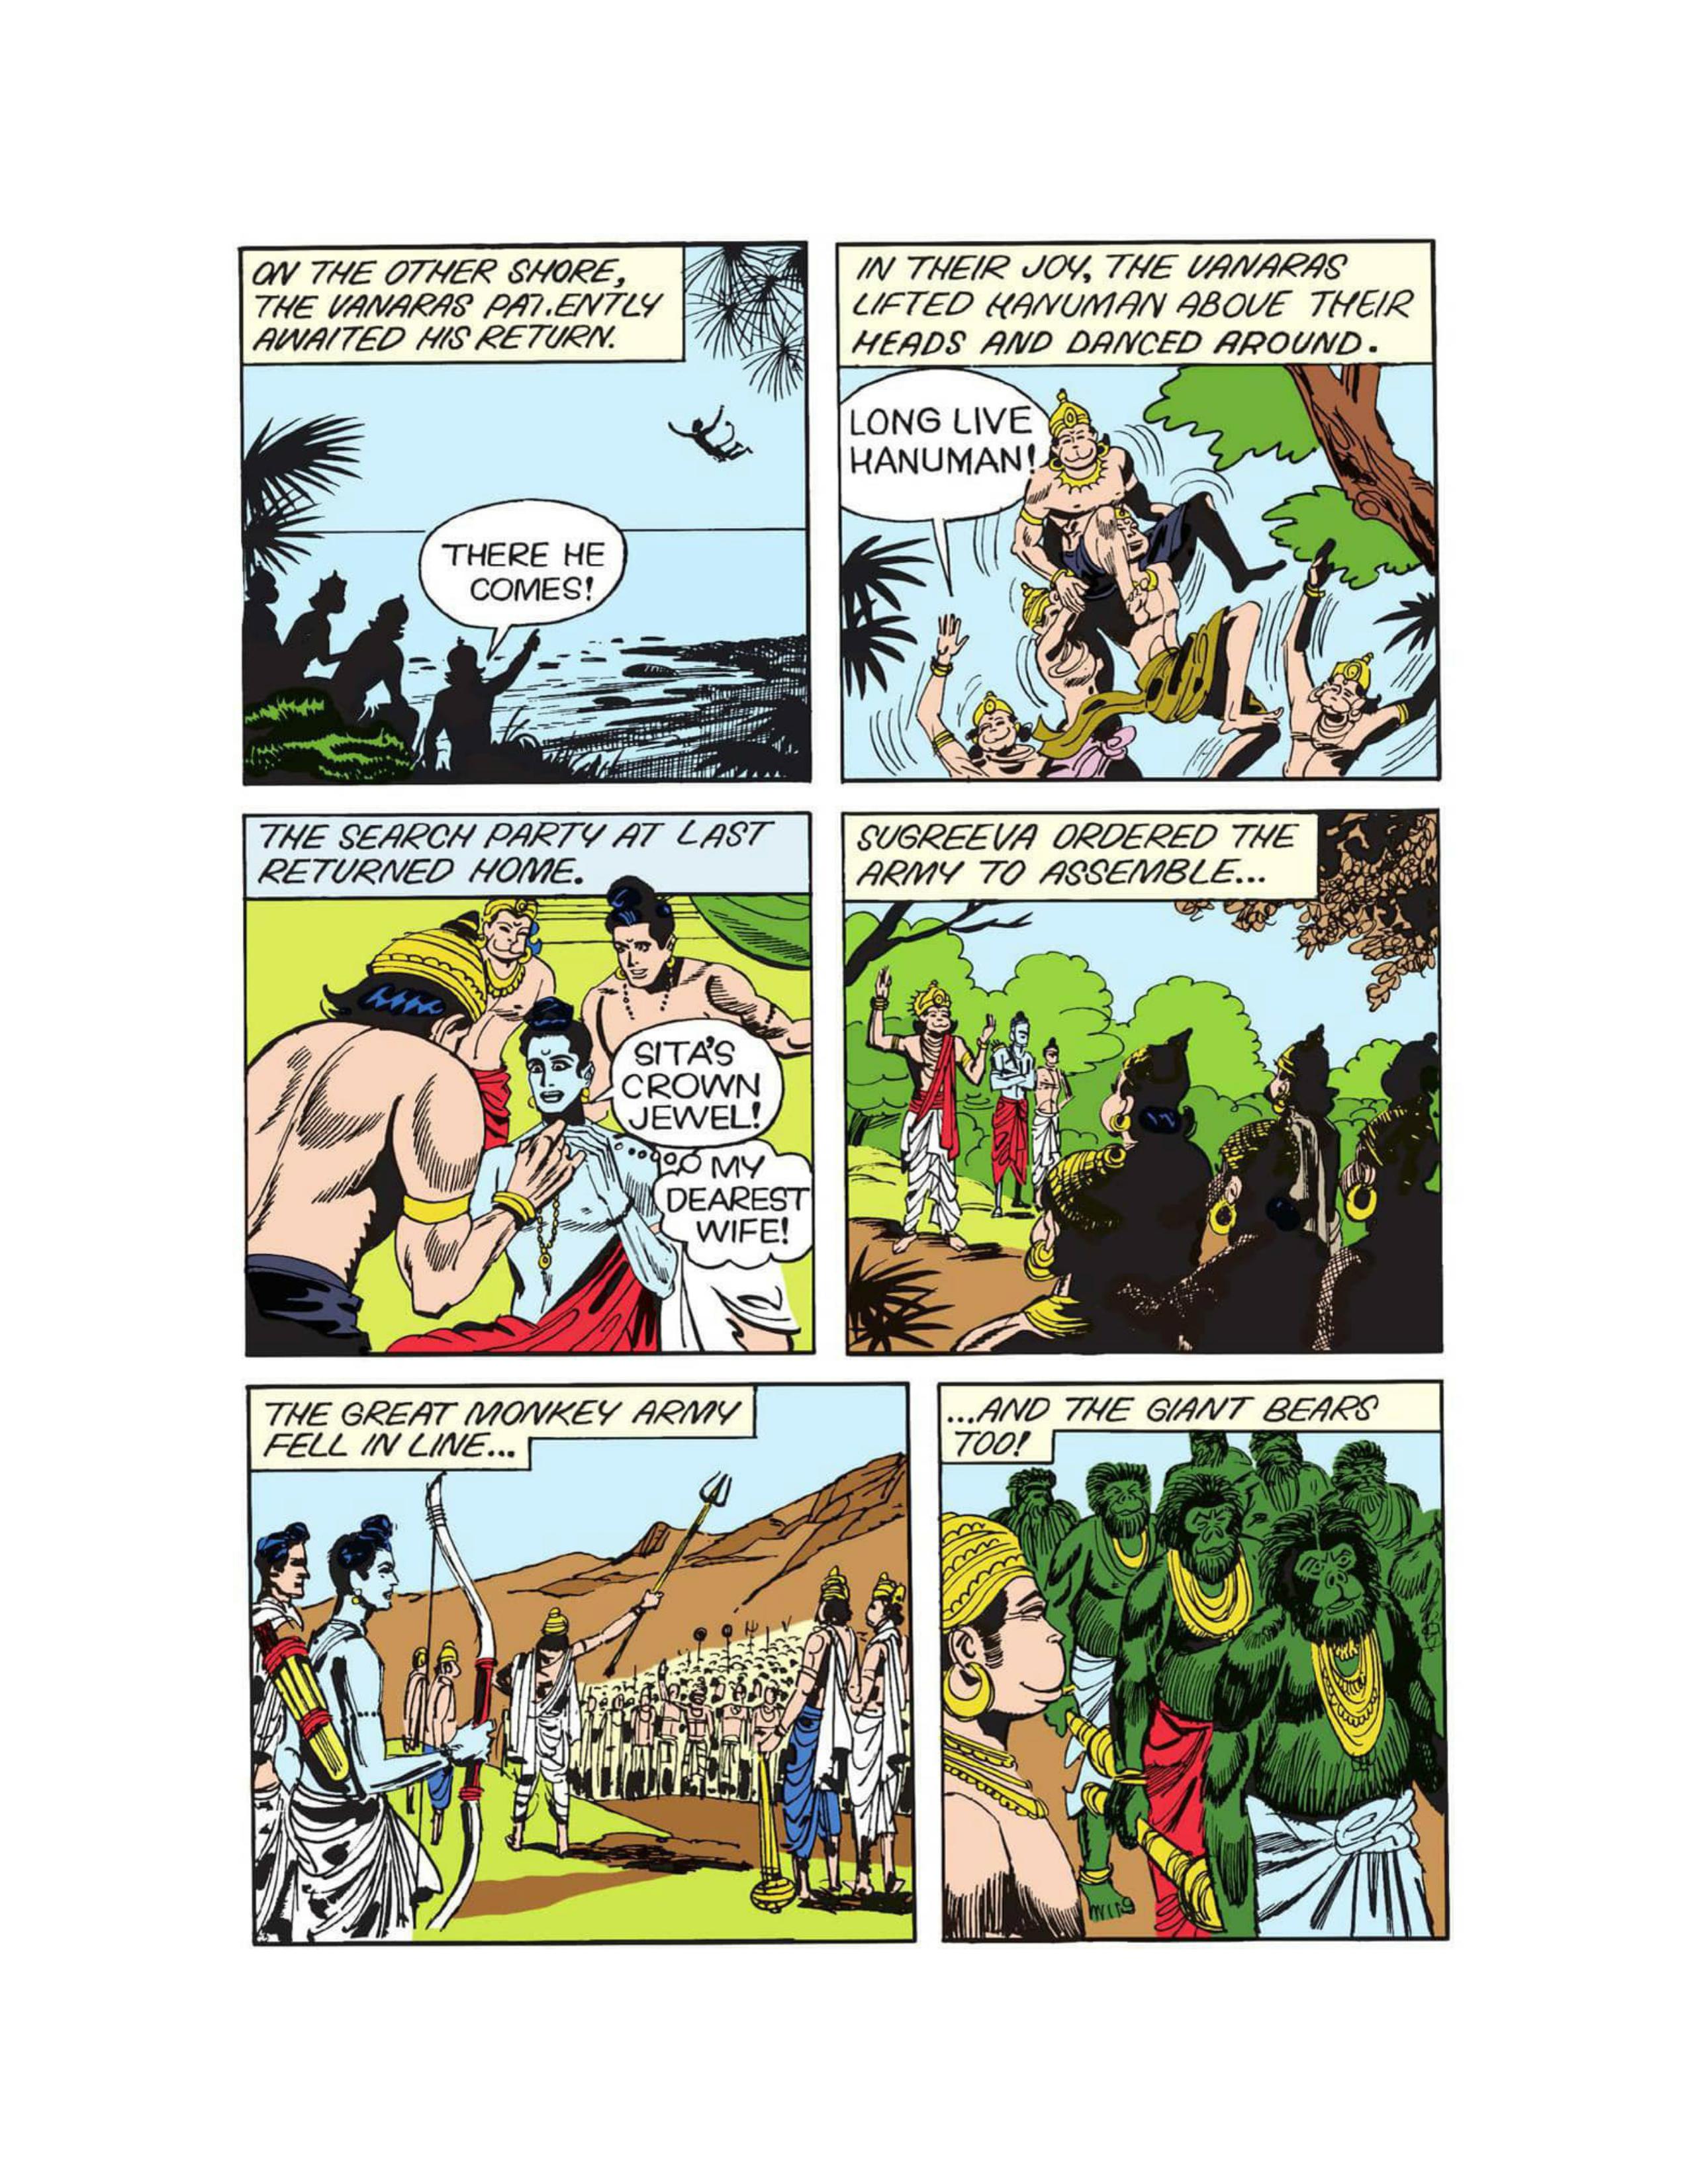 ON THE OTHER SHORE,
THE VANARAS PATIENTLY
AWAITED HIS RETURN.
THERE HE
COMES!
IN THEIR JOY, THE VANARAS
LIFTED HANUMAN ABOVE THEIR
HEADS AND DANCED AROUND.
LONG LIVE
HANUMAN!
THE SEARCH PARTY AT LAST
RETURNED HOME.
SITA'S
CROWN
JEWEL!
MY
DEAREST
WIFE!
SUGREEVA ORDERED THE
ARMY TO ASSEMBLE...
THE GREAT MONKEY ARMY
FELL IN LINE...
...AND THE GIANT BEARS
TOO!